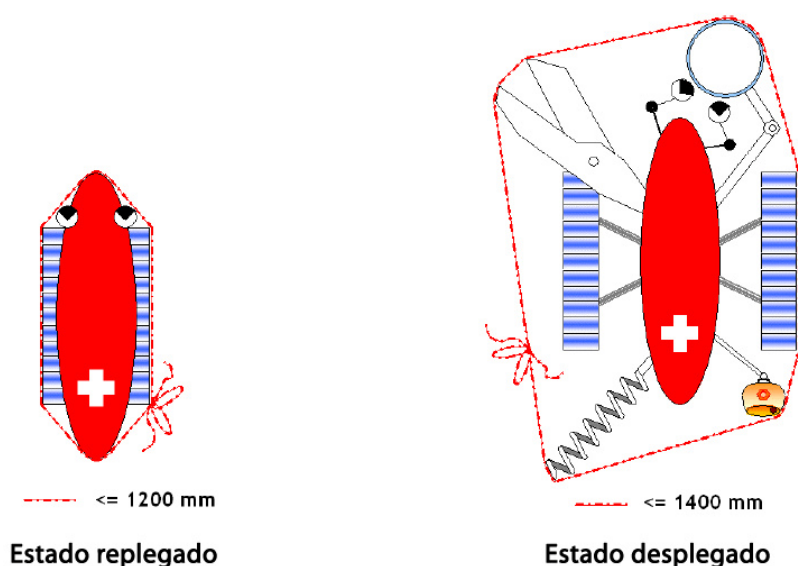 <= 1200 mm
<= 1400 mm
Estado replegado
Estado desplegado